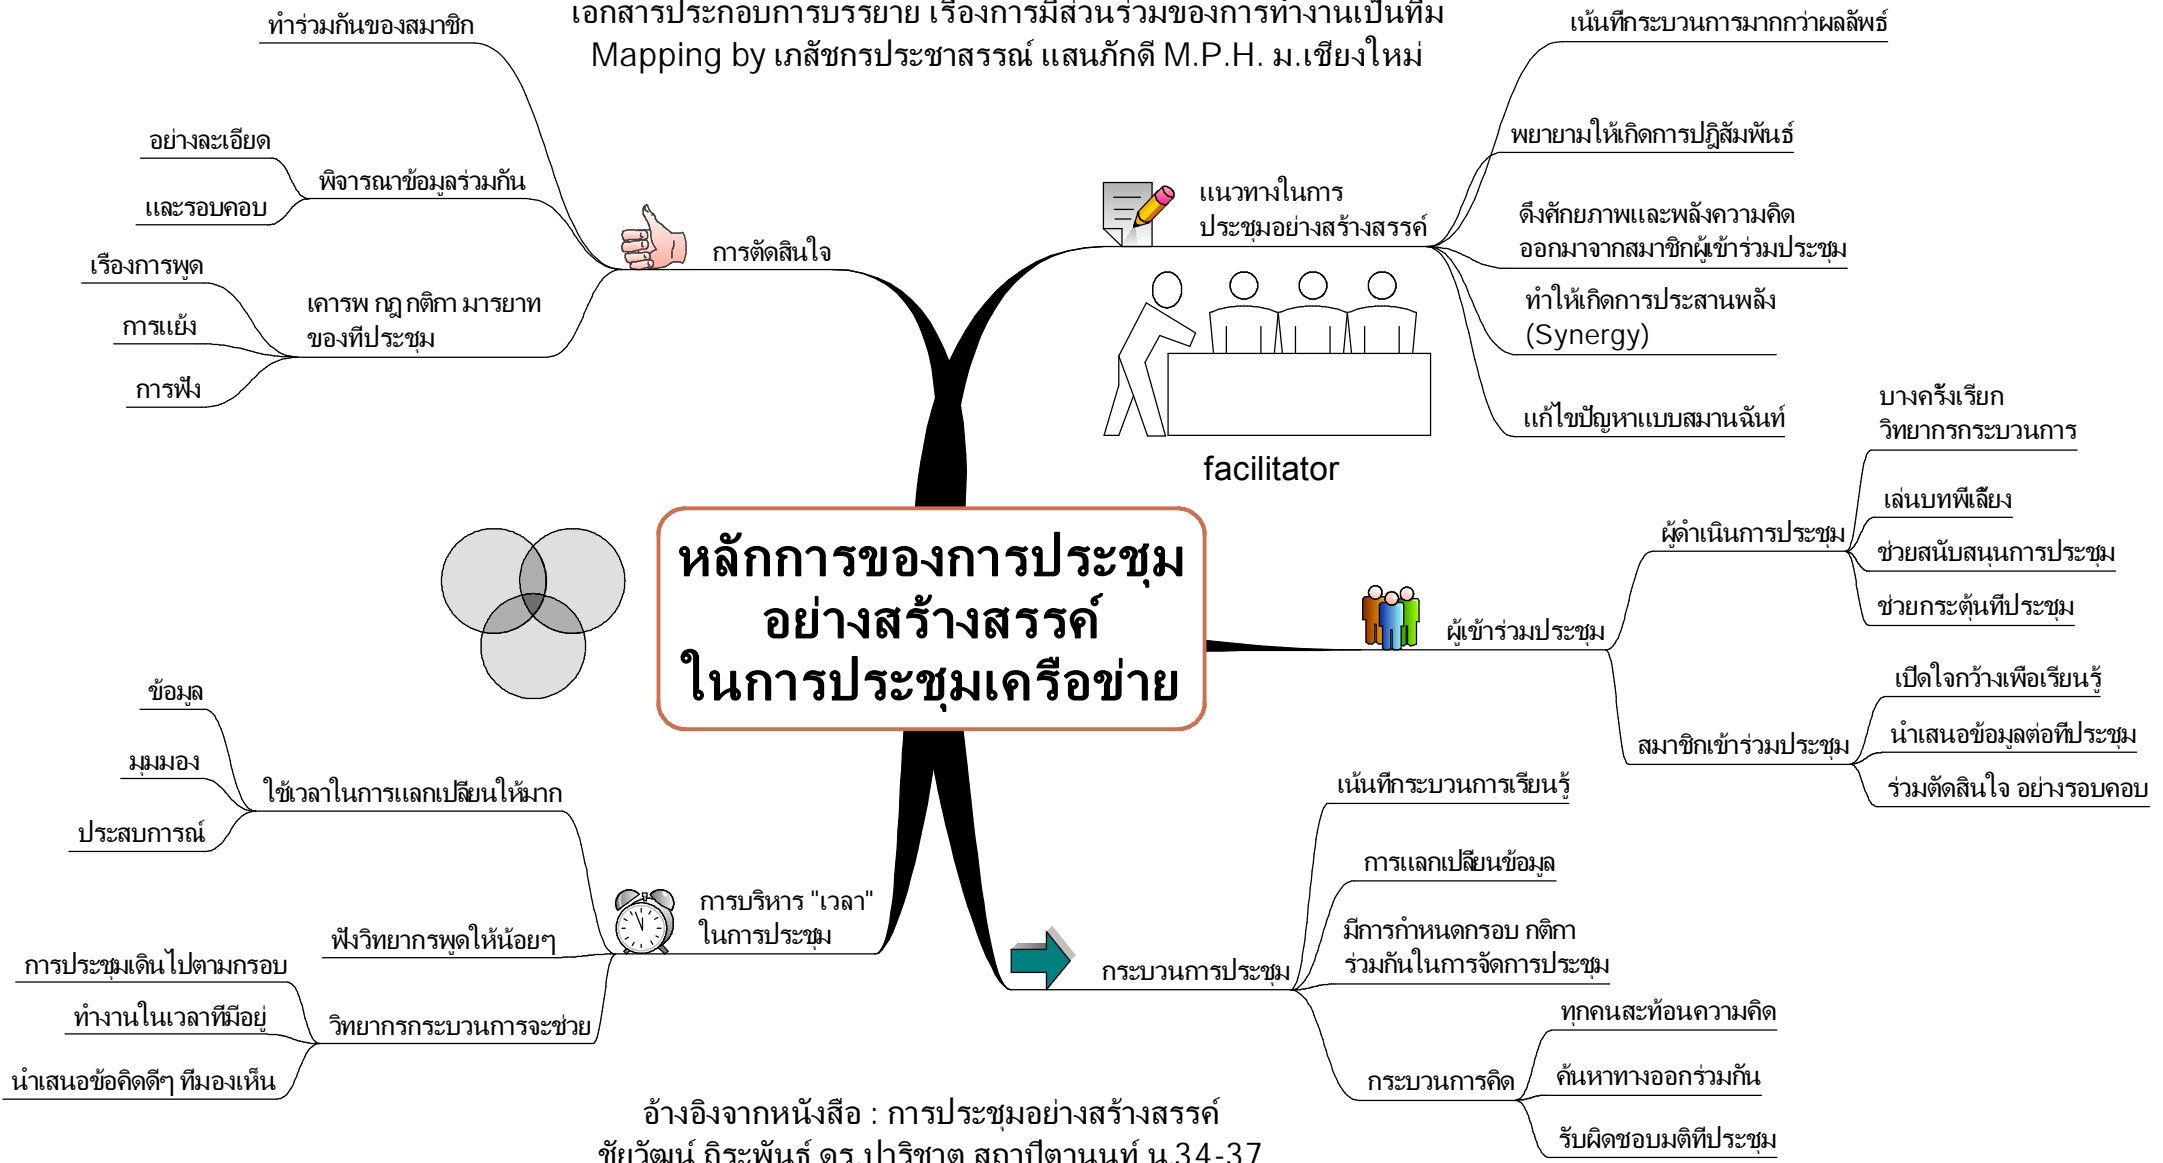 เอกสารประกอบการบรรยาย เรื่องการมีส่วนร่วมของการทำงานเป็นทีม
Mapping by เภสัชกรประชาสรรณ์ แสนภักดี M.P.H. ม.เชียงใหม่
แนวทางในการ
ประชุมอย่างสร้างสรรค์
เน้นที่กระบวนการมากกว่าผลลัพธ์
พยายามให้เกิดการปฎิสัมพันธ์
ดึงศักยภาพและพลังความคิด
ออกมาจากสมาชิกผู้เข้าร่วมประชุม
ทำให้เกิดการประสานพลัง
(Synergy)
แก้ไขปัญหาแบบสมานฉันท์
facilitator
หลักการของการประชุม
อย่างสร้างสรรค์
ในการประชุมเครือข่าย
ผู้เข้าร่วมประชุม
ผู้ดำเนินการประชุม
บางครั้งเรียก
วิทยากรกระบวนการ
เล่นบทพี่เลี้ยง
ช่วยสนับสนุนการประชุม
ช่วยกระตุ้นที่ประชุม
สมาชิกเข้าร่วมประชุม
เปิดใจกว้างเพื่อเรียนรู้
นำเสนอข้อมูลต่อที่ประชุม
ร่วมตัดสินใจ อย่างรอบคอบ
กระบวนการประชุม
เน้นที่กระบวนการเรียนรู้
การแลกเปลี่ยนข้อมูล
มีการกำหนดกรอบ กติกา
ร่วมกันในการจัดการประชุม
กระบวนการคิด
ทุกคนสะท้อนความคิด
ค้นหาทางออกร่วมกัน
รับผิดชอบมติที่ประชุม
การบริหาร "เวลา"
ในการประชุม
ใช้เวลาในการแลกเปลี่ยนให้มาก
ข้อมูล
มุมมอง
ประสบการณ์
ฟังวิทยากรพูดให้น้อยๆ
วิทยากรกระบวนการจะช่วย
การประชุมเดินไปตามกรอบ
ทำงานในเวลาที่มีอยู่
นำเสนอข้อคิดดีๆ ที่มองเห็น
การตัดสินใจ
ทำร่วมกันของสมาชิก
พิจารณาข้อมูลร่วมกัน
อย่างละเอียด
และรอบคอบ
เคารพ กฎ กติกา มารยาท
ของที่ประชุม
เรื่องการพูด
การแย้ง
การฟัง
อ้างอิงจากหนังสือ : การประชุมอย่างสร้างสรรค์
ชัยวัฒน์ ถิระพันธ์ ดร.ปาริชาต สถาปิตานนท์ น.34-37